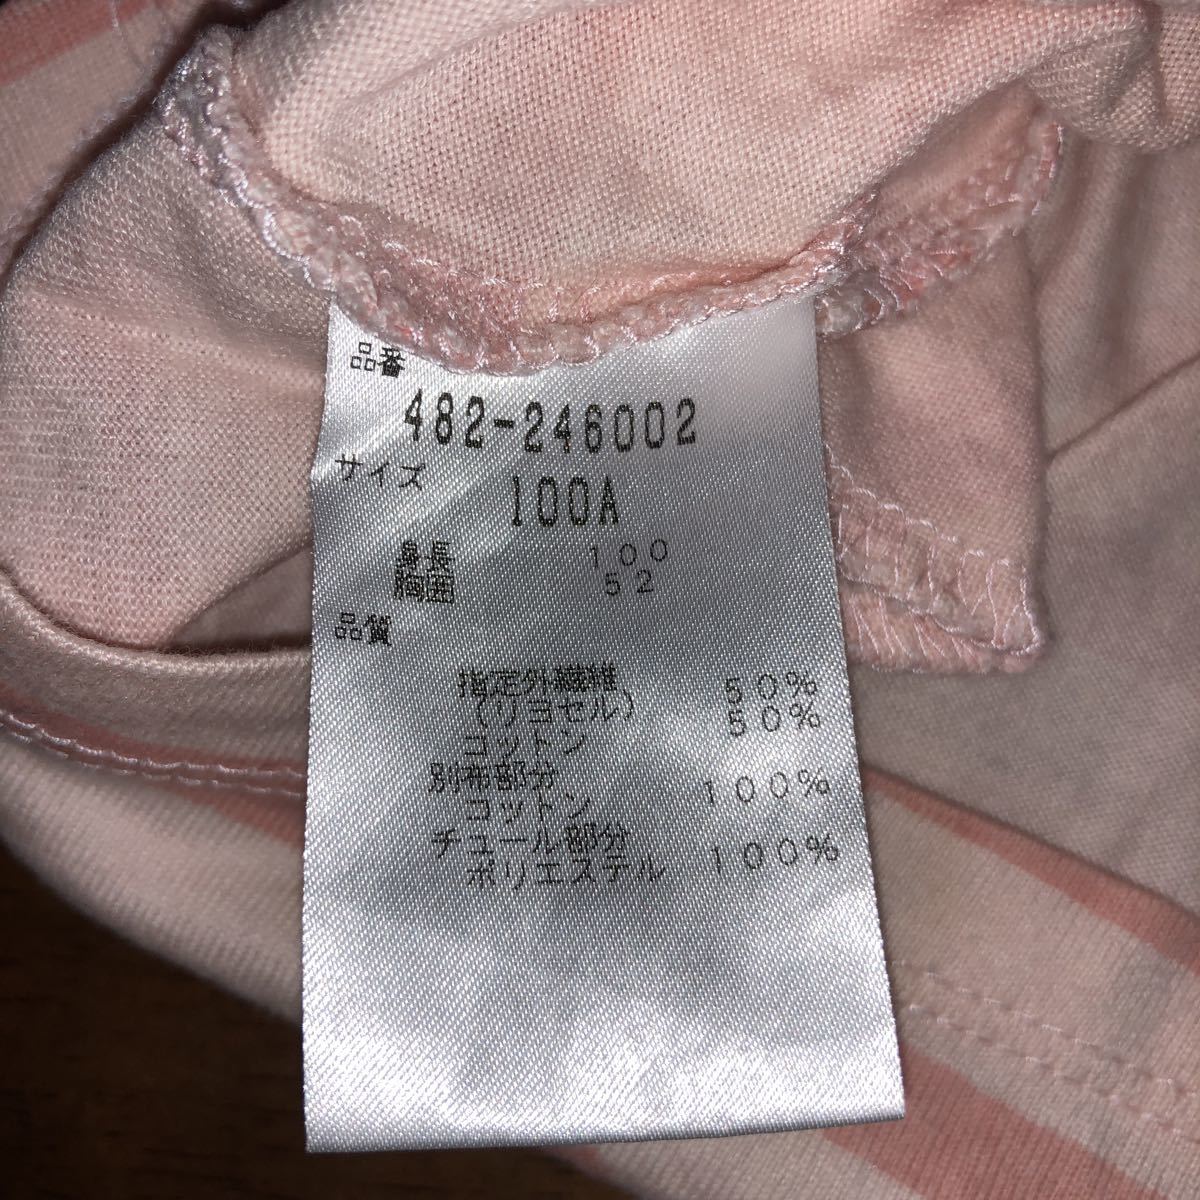 品番
482-246002
サイズ
100A
身長 100
胸囲 52
品質
指定外繊維 50%
(リヨセル)
コットン 50%
別布部分
コットン 100%
チュール部分
ポリエステル 100%